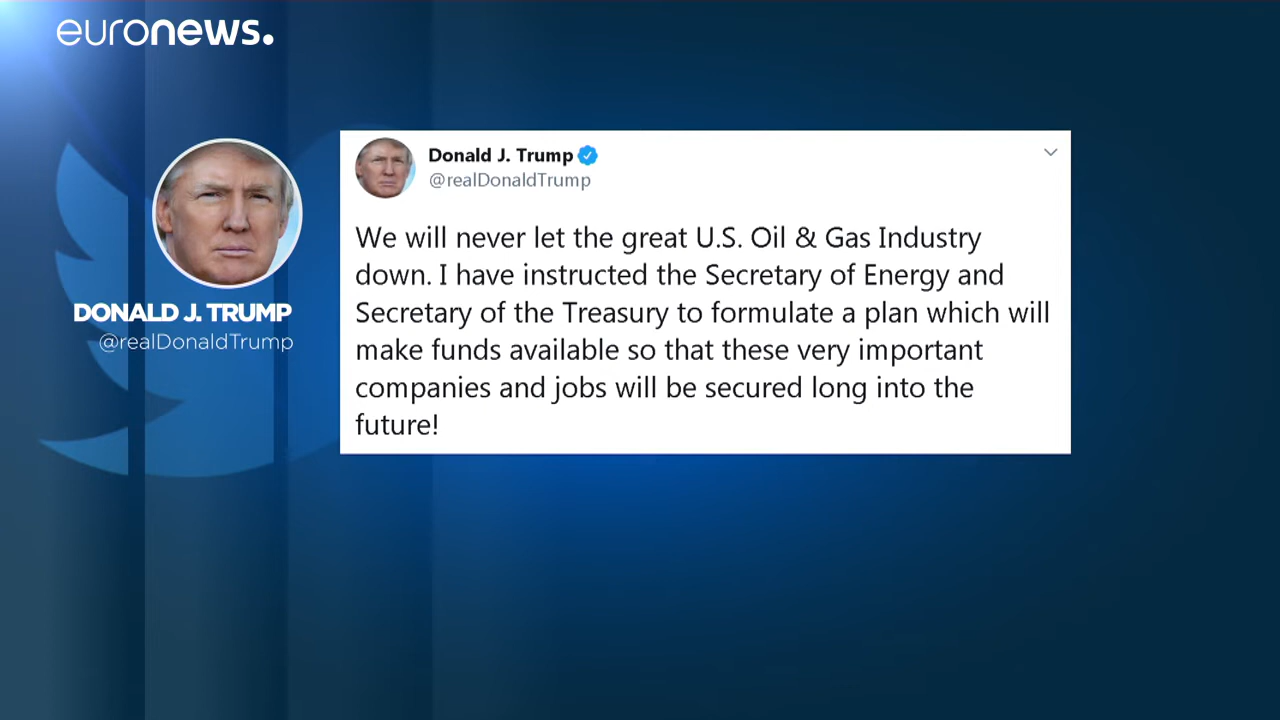 euronews.
DONALD J. TRUMP
@realDonaldTrump
Donald J. Trump
@realDonaldTrump
We will never let the great U.S. Oil & Gas Industry
down. I have instructed the Secretary of Energy and
Secretary of the Treasury to formulate a plan which will
make funds available so that these very important
companies and jobs will be secured long into the
future!